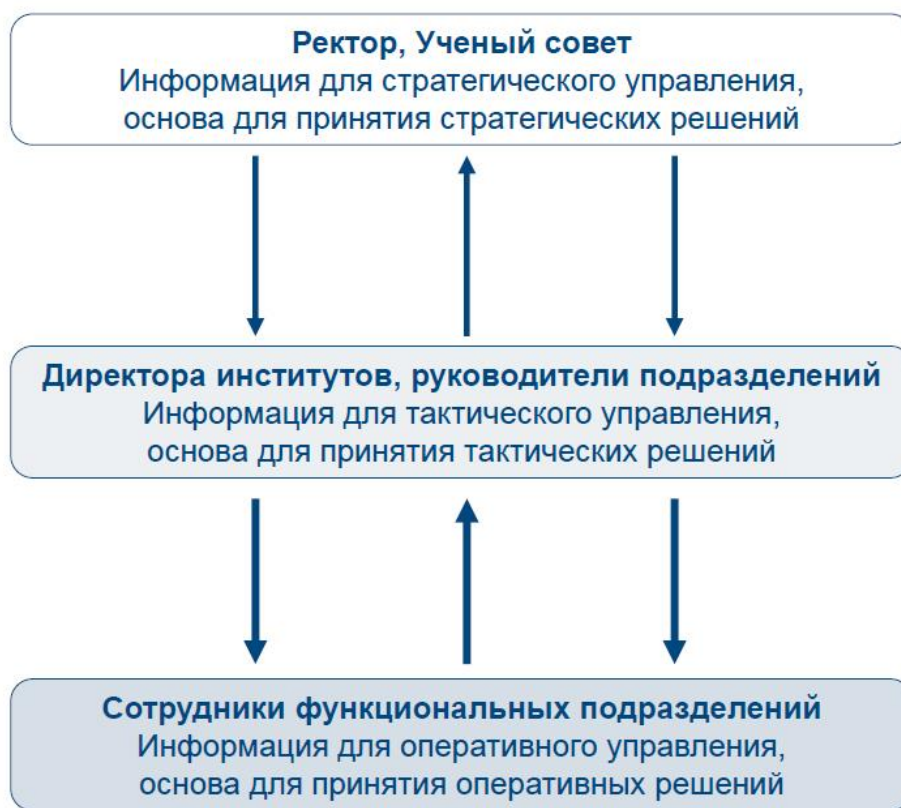 Ректор, Ученый совет
Информация для стратегического управления,
основа для принятия стратегических решений
Директора институтов, руководители подразделений
Информация для тактического управления,
основа для принятия тактических решений
Сотрудники функциональных подразделений
Информация для оперативного управления,
основа для принятия оперативных решений